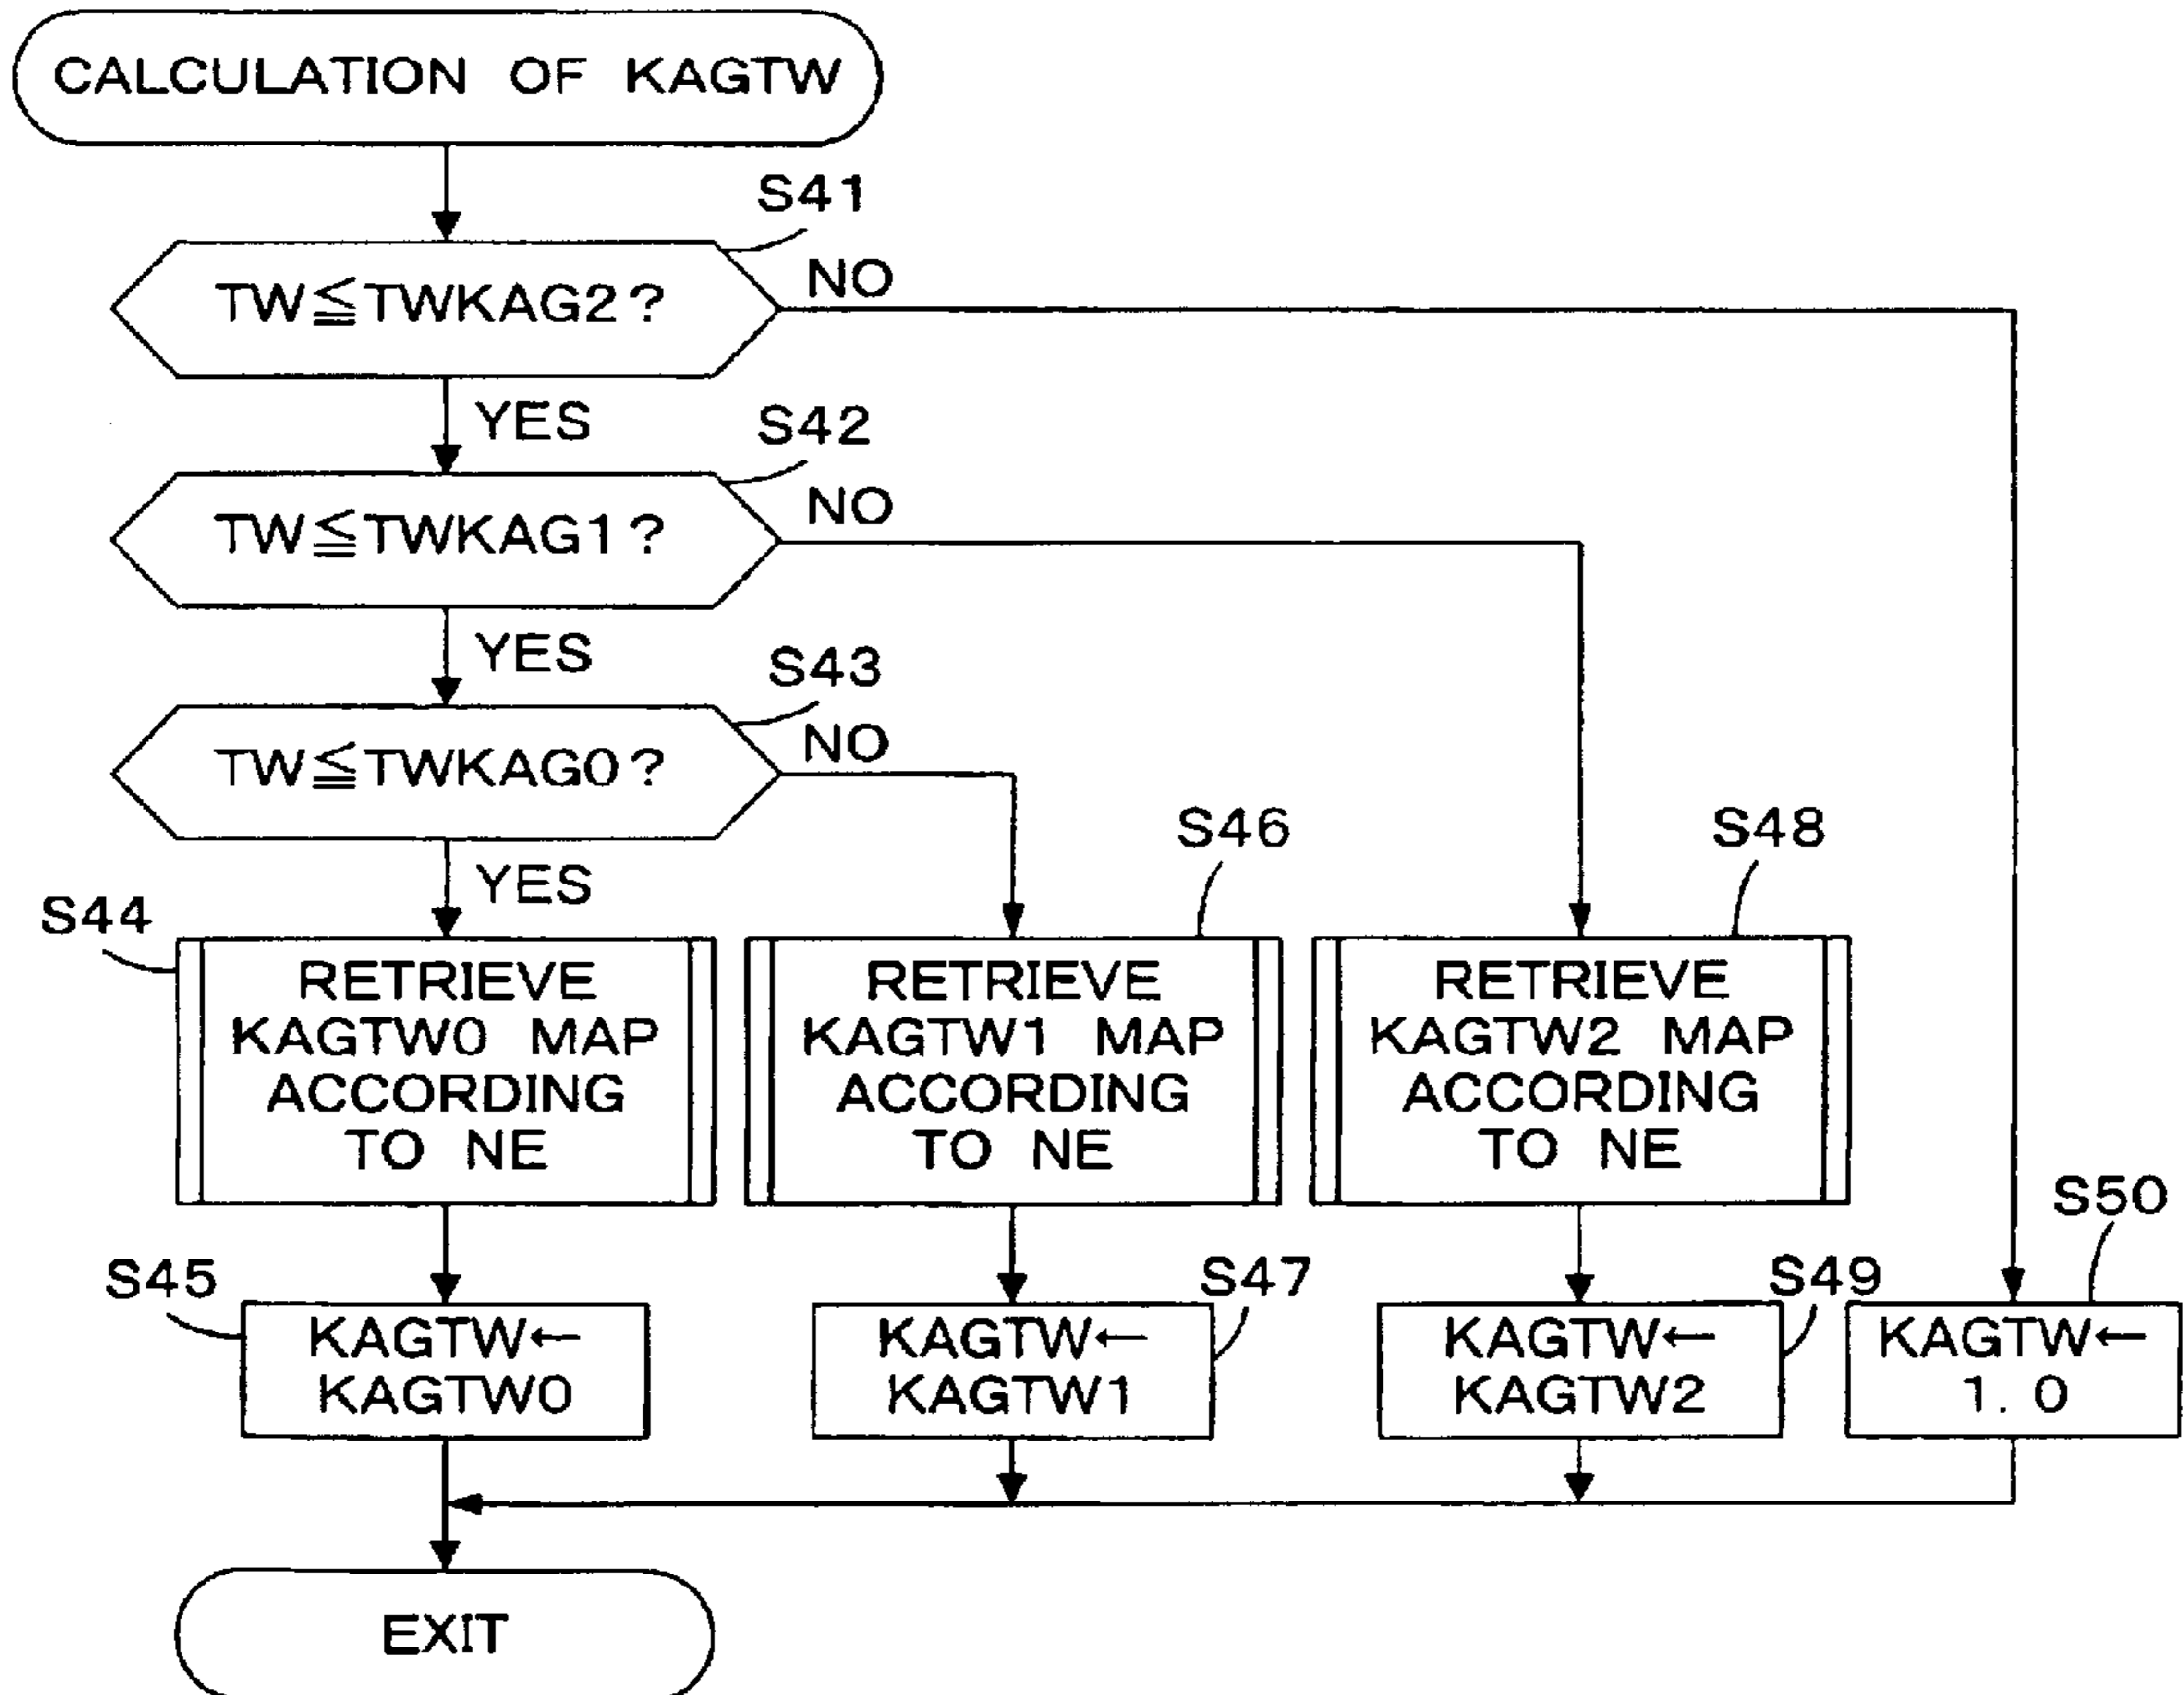 CALCULATION OF KAGTW
S41
TW≦TWKAG2?
NO
YES
S42
TW≦TWKAG1?
NO
YES
S43
TW≦TWKAG0?
NO
YES
S44
RETRIEVE
KAGTW0 MAP
ACCORDING
TO NE
S46
RETRIEVE
KAGTW1 MAP
ACCORDING
TO NE
S48
RETRIEVE
KAGTW2 MAP
ACCORDING
TO NE
S45
KAGTW←
KAGTW0
S47
KAGTW←
KAGTW1
S49
KAGTW←
KAGTW2
S50
KAGTW←
1.0
EXIT